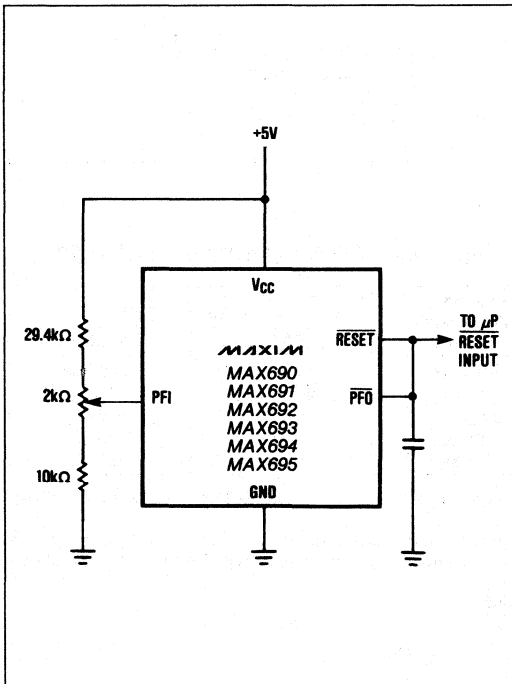 +5V
VCC
29.4kΩ
2kΩ
10kΩ
PFI
MAXIM
MAX690
MAX691
MAX692
MAX693
MAX694
MAX695
GND
RESET
PFO
TO μP
RESET
INPUT